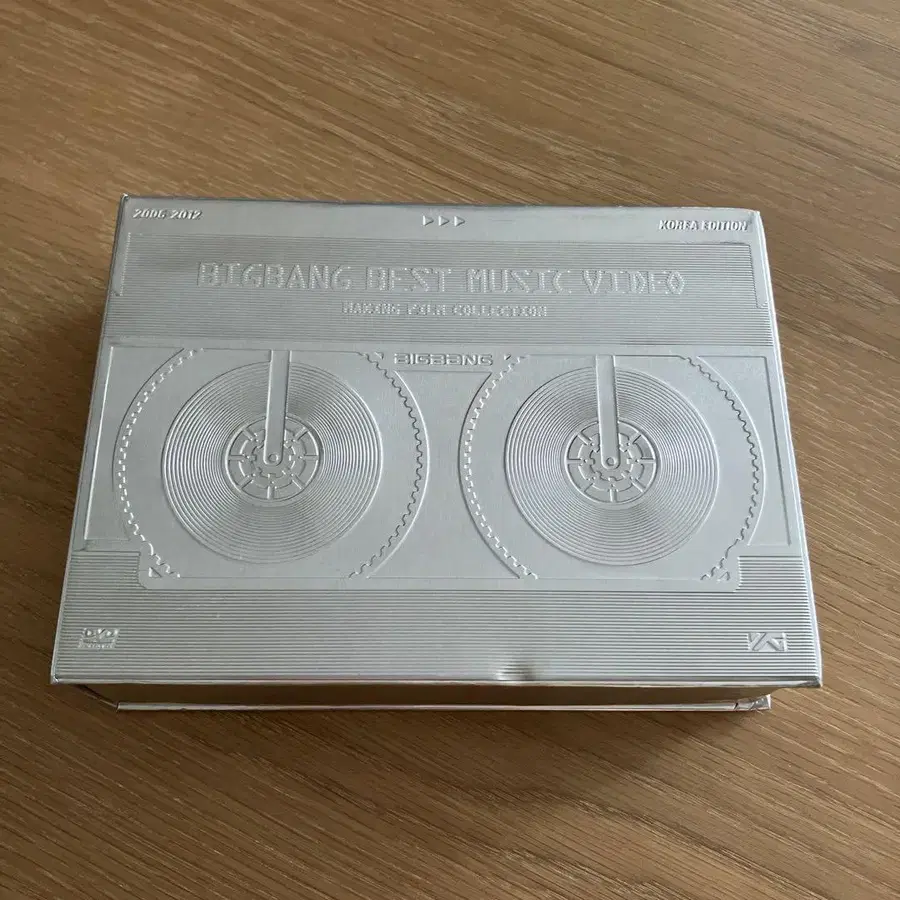 2006-2012
▷▷▷
KOREA EDITION
BIGBANG BEST MUSIC VIDEO
MAKING FILM COLLECTION
BIGBANG
DVD
YG